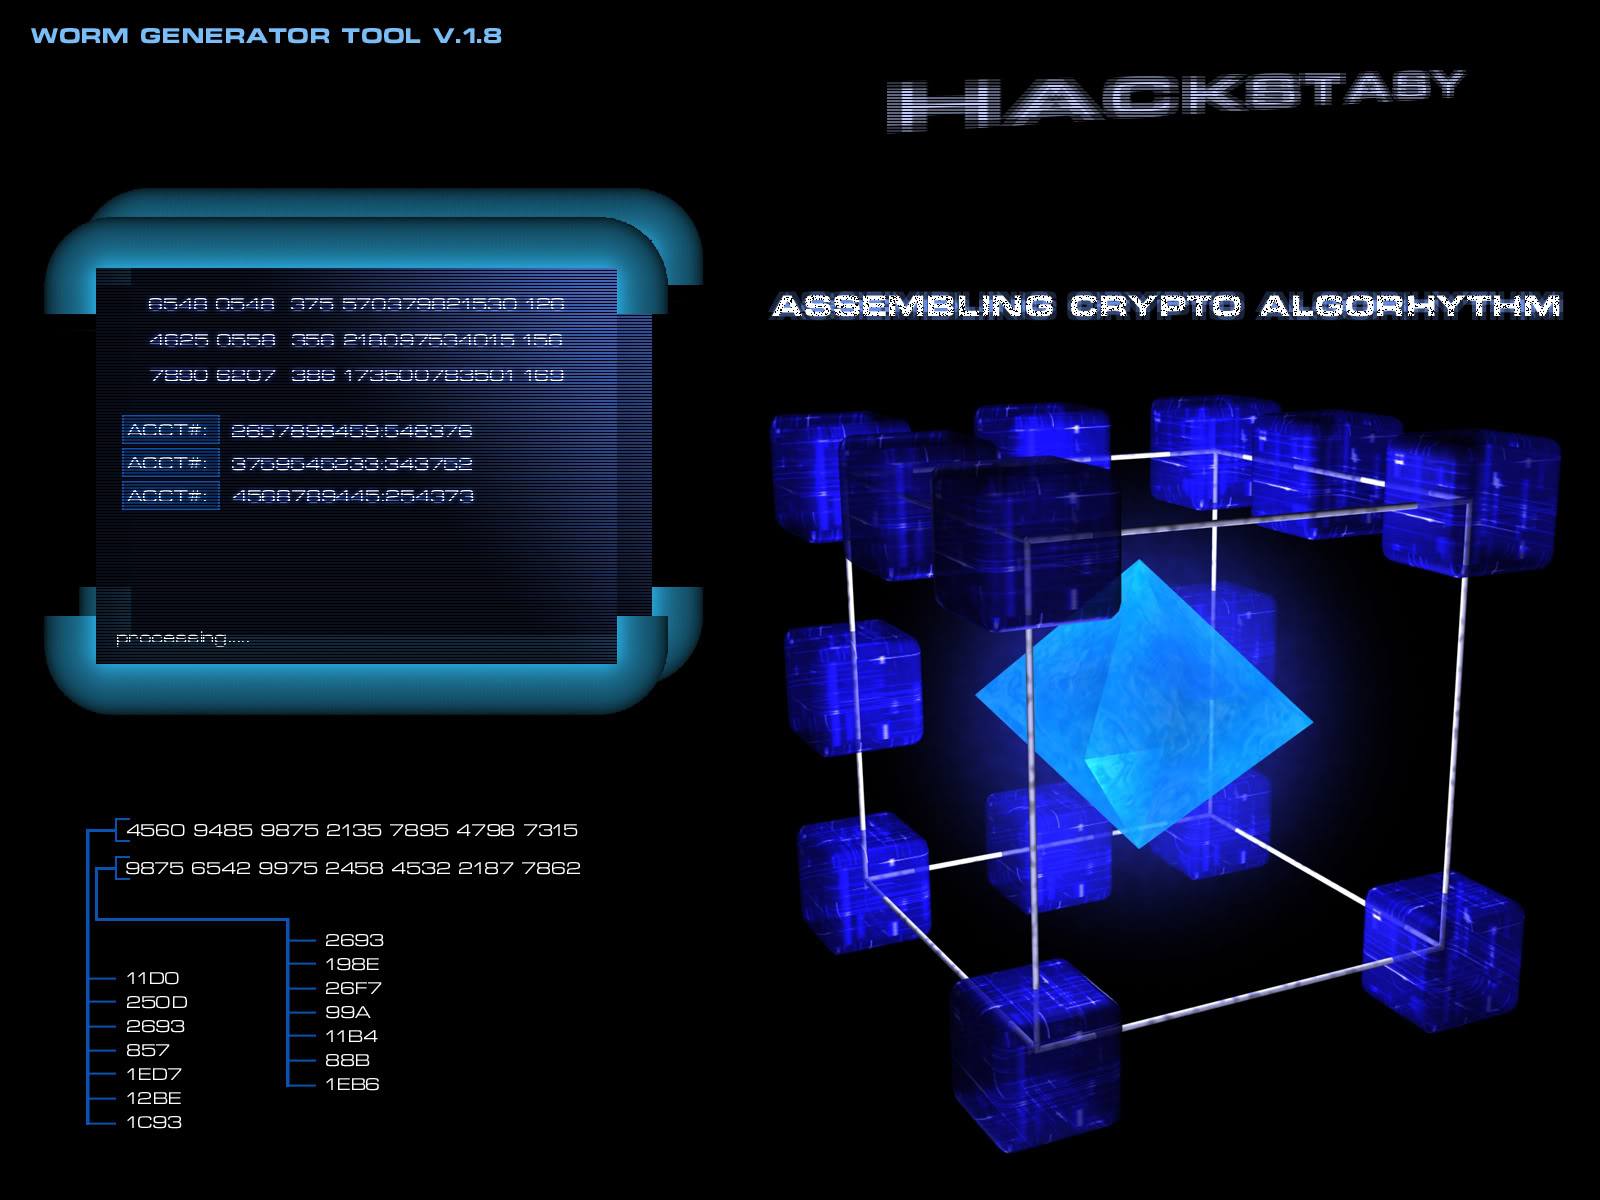 WORM GENERATOR TOOL V.1.8
HACKSTASY
6548 0548 375 570379821530 126
4625 0558 356 218097534015 156
7890 6207 386 173500783501 169
ACCT#: 2657898459:548376
ACCT#: 3759545233:343752
ACCT#: 4568789445:254373
processing....
ASSEMBLING CRYPTO ALGORHYTHM
4560 9485 9875 2135 7895 4798 7315
9875 6542 9975 2458 4532 2187 7862
11D0
250D
2693
857
1ED7
12BE
1C93
2693
198E
26F7
99A
11B4
88B
1EB6